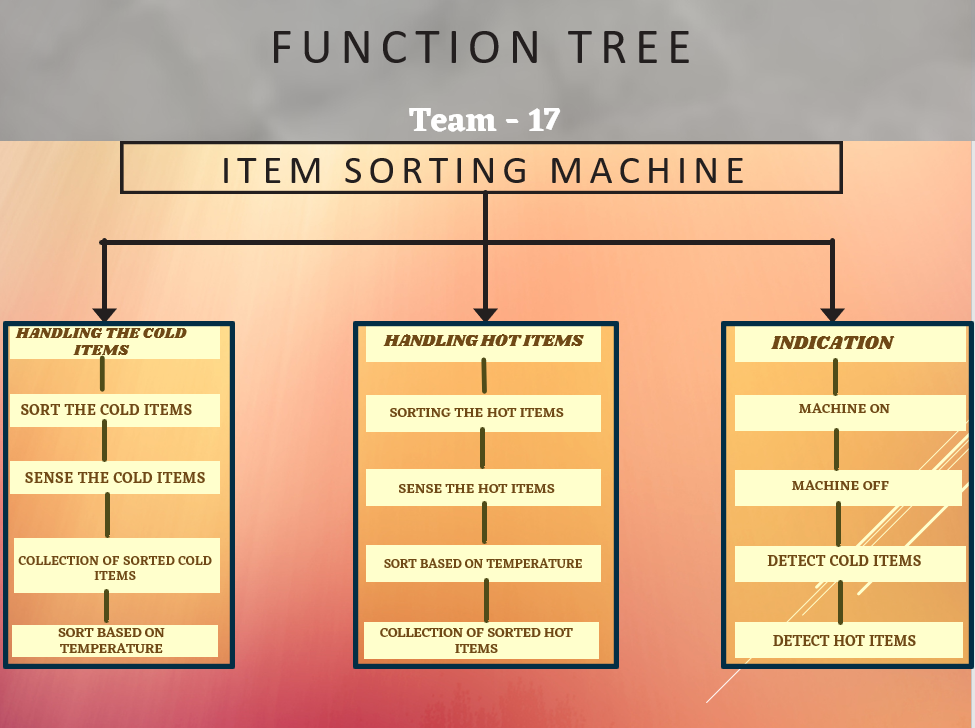 FUNCTION TREE
Team - 17
ITEM SORTING MACHINE
HANDLING THE COLD
ITEMS
SORT THE COLD ITEMS
SENSE THE COLD ITEMS
COLLECTION OF SORTED COLD
ITEMS
SORT BASED ON
TEMPERATURE
HANDLING HOT ITEMS
SORTING THE HOT ITEMS
SENSE THE HOT ITEMS
SORT BASED ON TEMPERATURE
COLLECTION OF SORTED HOT
ITEMS
INDICATION
MACHINE ON
MACHINE OFF
DETECT COLD ITEMS
DETECT HOT ITEMS